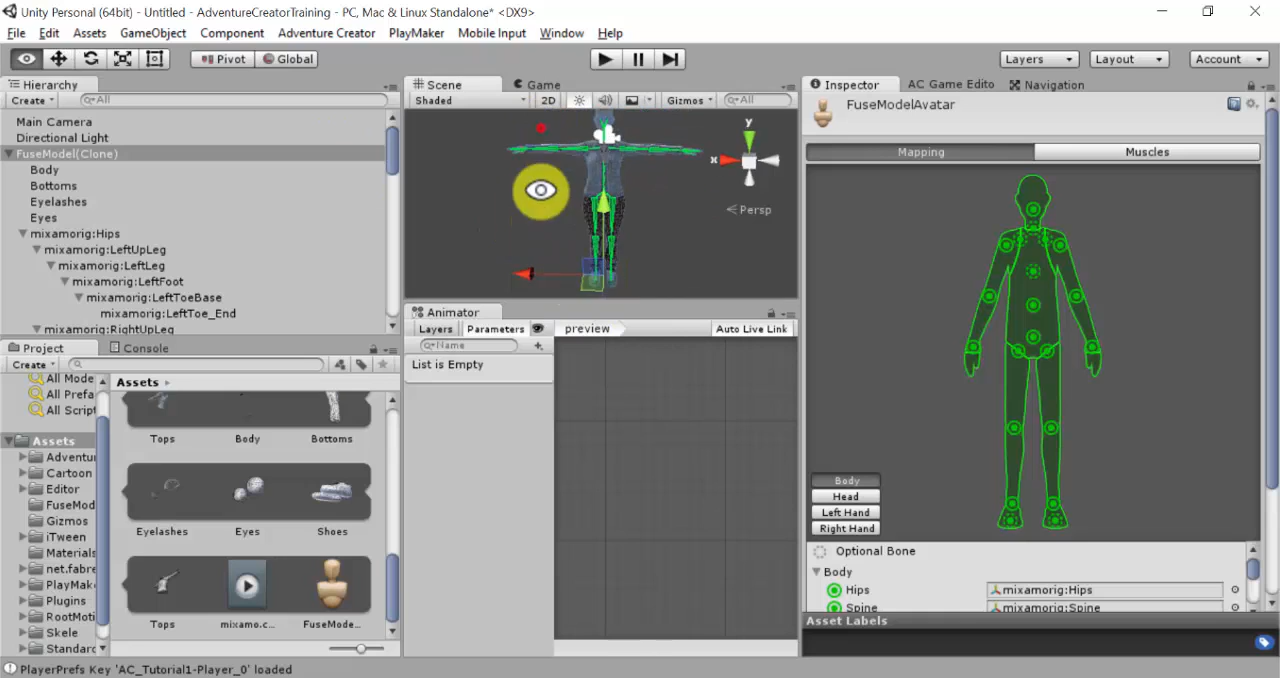 Unity Personal (64bit) - Untitled - AdventureCreatorTraining - PC, Mac & Linux Standalone* <DX9>
File Edit Assets GameObject Component Adventure Creator PlayMaker Mobile Input Window Help
Pivot Global Layers Layout Account
Hierarchy
Create All
Main Camera
Directional Light
FuseModel(Clone)
Body
Bottoms
Eyelashes
Eyes
mixamorig:Hips
mixamorig:LeftUpLeg
mixamorig:LeftLeg
mixamorig:LeftFoot
mixamorig:LeftToeBase
mixamorig:LeftToe_End
mixamorig:RightUpLeg
Scene Game
Shaded 2D Gizmos All
y
x
Persp
Animator
Layers Parameters preview Auto Live Link
Name
List is Empty
Project Console
Create
All Mode
All Prefa
All Script
Assets
Adventu
Cartoon
Editor
FuseMod
Gizmos
iTween
Materials
net.fabre
PlayMak
Plugins
RootMoti
Skele
Standard
Assets
Tops Body Bottoms
Eyelashes Eyes Shoes
Tops mixamo.c... FuseMode...
Inspector AC Game Edito Navigation
FuseModelAvatar
Mapping Muscles
Body
Head
Left Hand
Right Hand
Optional Bone
Body
Hips mixamorig:Hips
Spine mixamorig:Spine
Asset Labels
PlayerPrefs Key 'AC_Tutorial1-Player_0' loaded